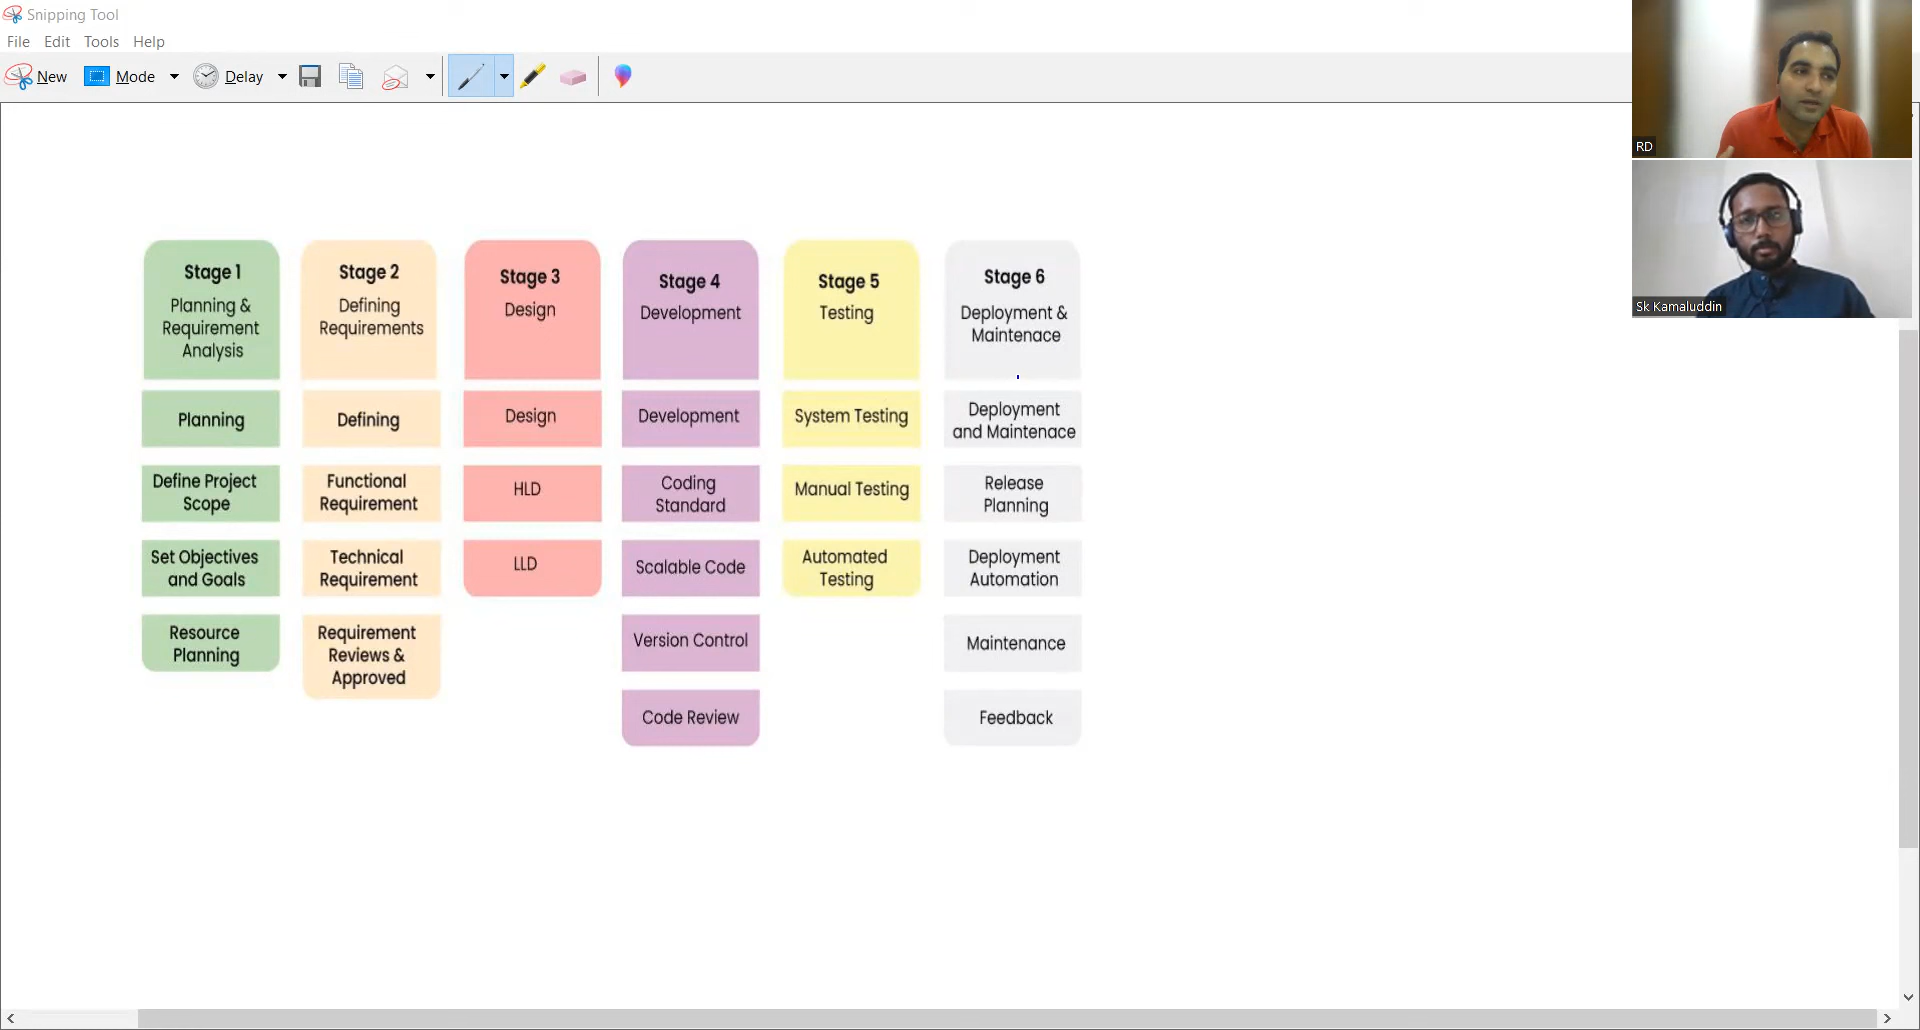 Snipping Tool
File Edit Tools Help
New Mode Delay
RD
Sk Kamaluddin
Stage 1
Planning &
Requirement
Analysis
Planning
Define Project
Scope
Set Objectives
and Goals
Resource
Planning
Stage 2
Defining
Requirements
Defining
Functional
Requirement
Technical
Requirement
Requirement
Reviews &
Approved
Stage 3
Design
Design
HLD
LLD
Stage 4
Development
Development
Coding
Standard
Scalable Code
Version Control
Code Review
Stage 5
Testing
System Testing
Manual Testing
Automated
Testing
Stage 6
Deployment &
Maintenace
Deployment
and Maintenace
Release
Planning
Deployment
Automation
Maintenance
Feedback